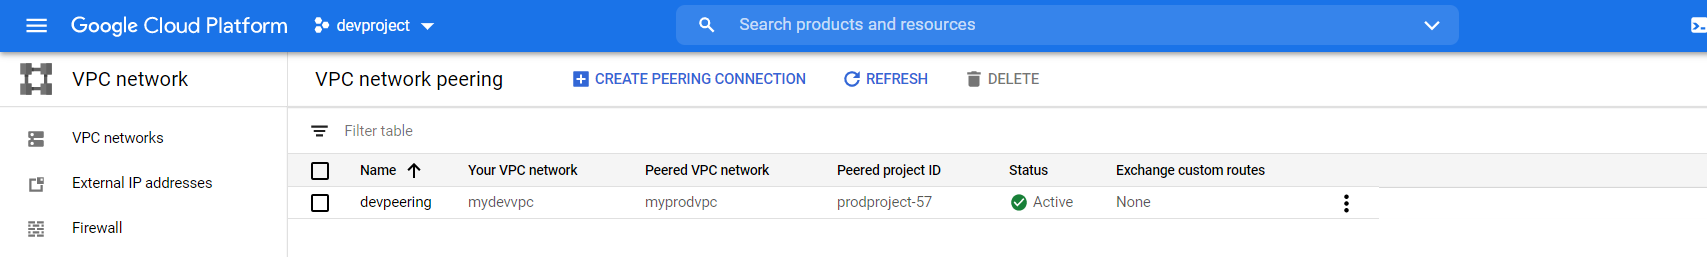 Google Cloud Platform devproject Search products and resources
VPC network VPC network peering CREATE PEERING CONNECTION REFRESH DELETE
VPC networks
External IP addresses
Firewall
Filter table
Name Your VPC network Peered VPC network Peered project ID Status Exchange custom routes
devpeering mydevvpc myprodvpc prodproject-57 Active None